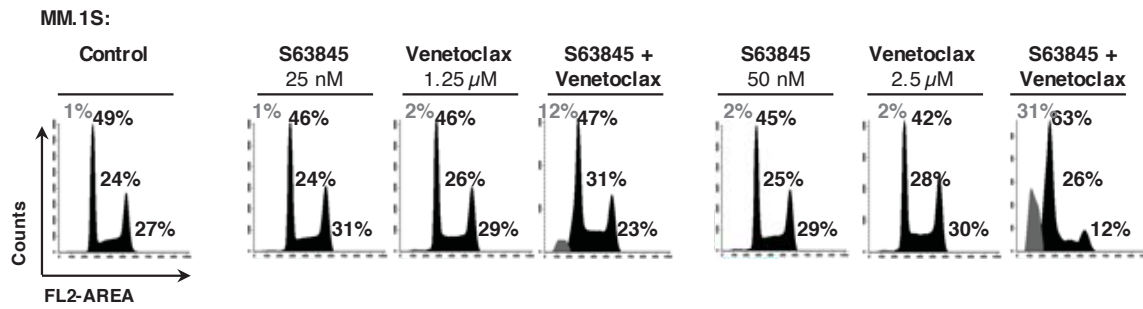 MM.1S:
Control
S63845
25 nM
Venetoclax
1.25 µM
S63845 +
Venetoclax
S63845
50 nM
Venetoclax
2.5 µM
S63845 +
Venetoclax
1% 49%
24%
27%
1% 46%
24%
31%
2% 46%
26%
29%
12% 47%
31%
23%
2% 45%
25%
29%
2% 42%
28%
30%
31% 63%
26%
12%
Counts
FL2-AREA